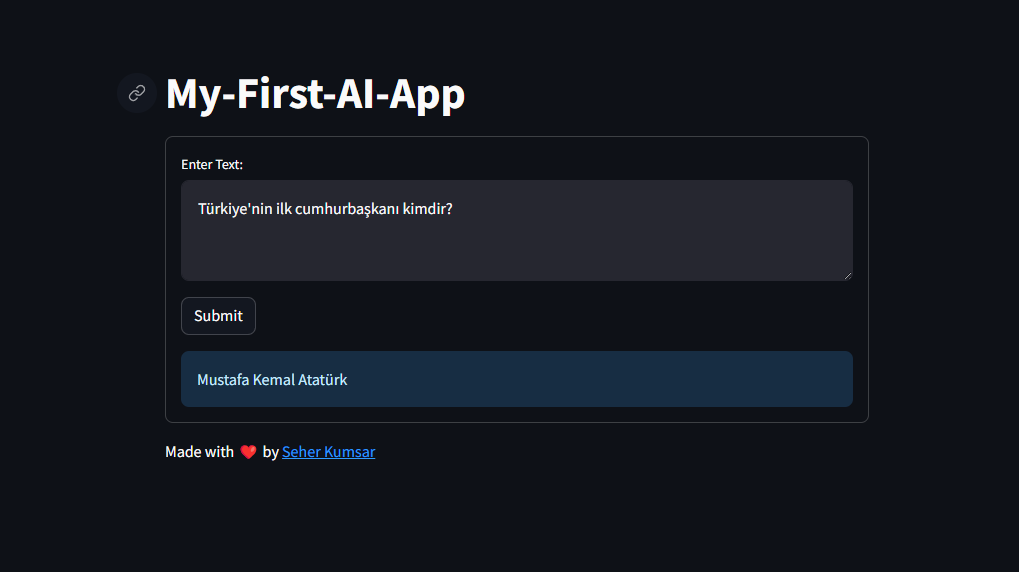 My-First-AI-App
Enter Text:
Türkiye'nin ilk cumhurbaşkanı kimdir?
Submit
Mustafa Kemal Atatürk
Made with ❤️ by Seher Kumsar